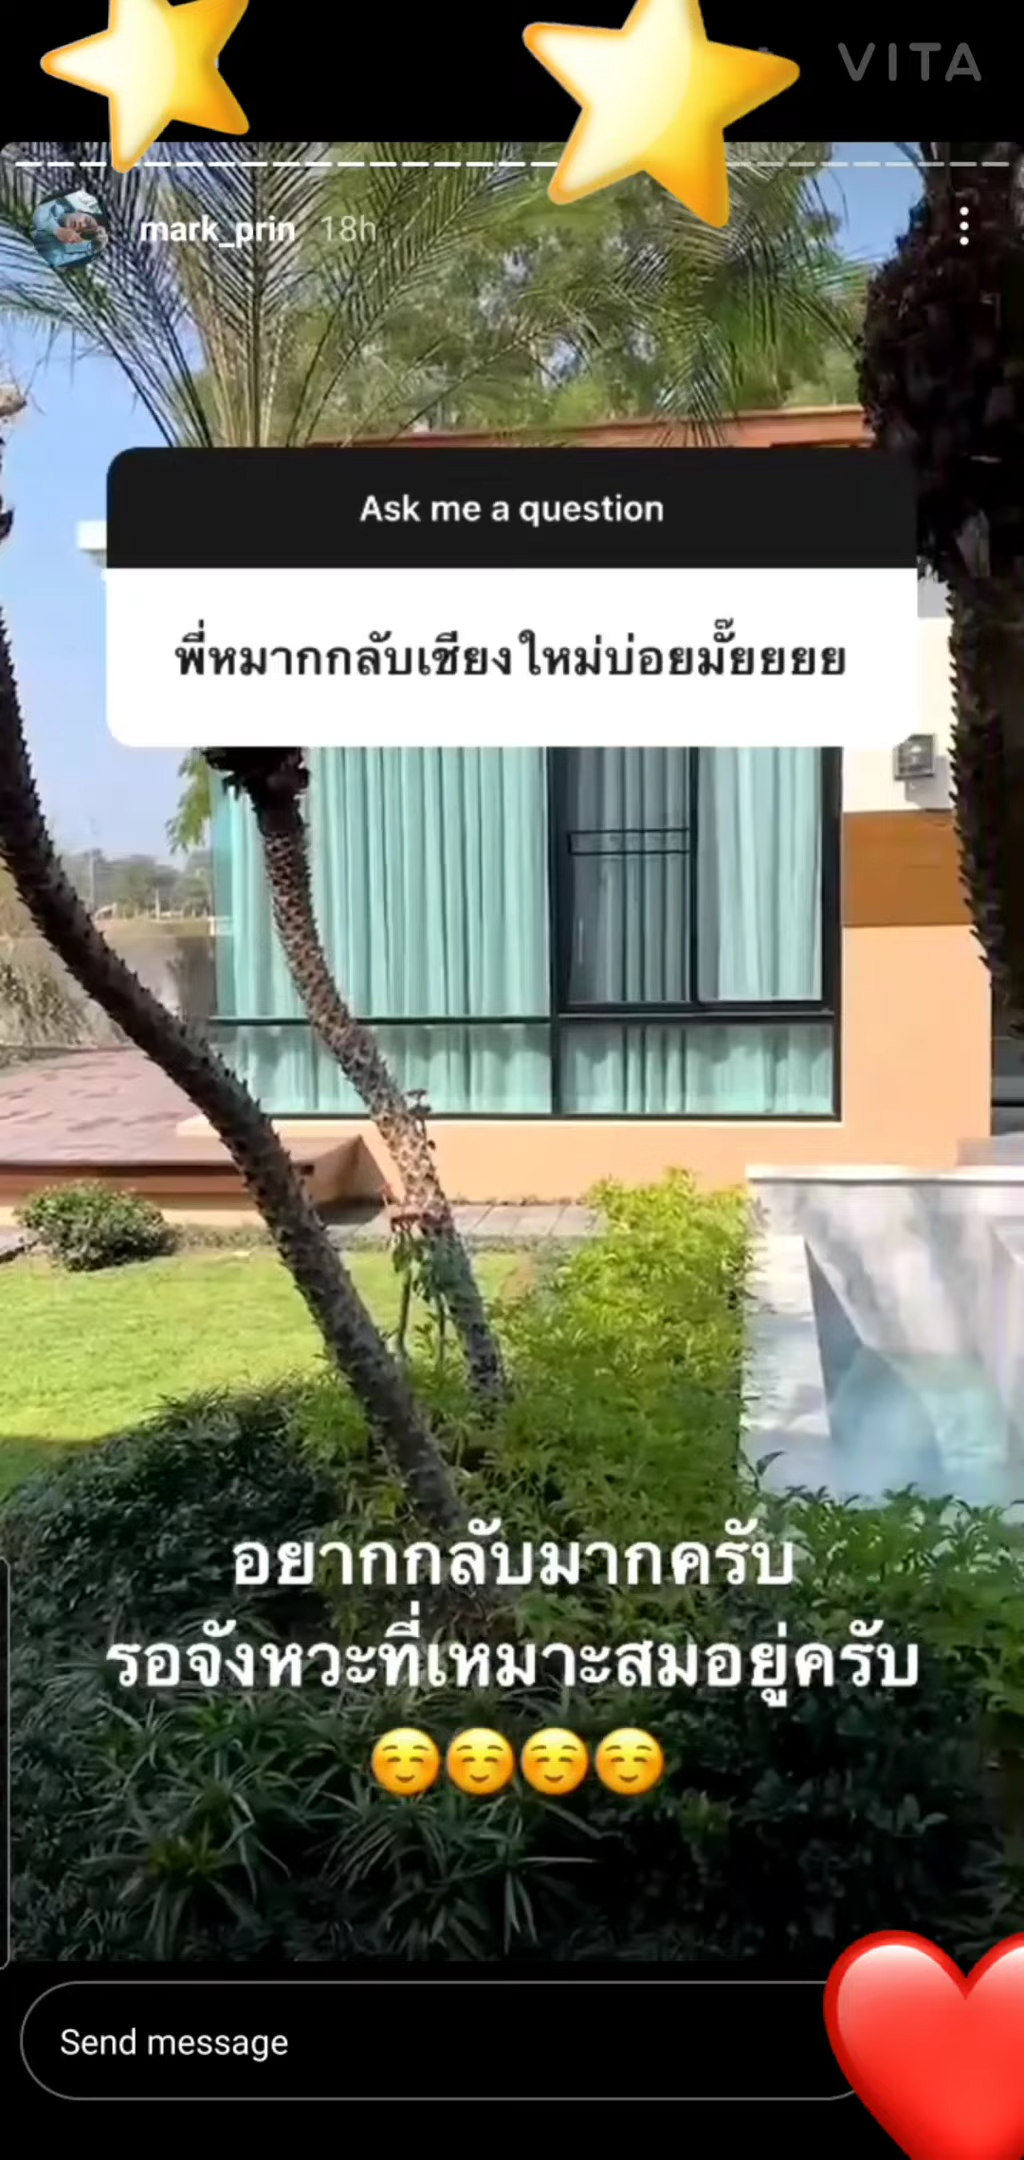 VITA
mark_prin 18h
Ask me a question
พี่หมากกลับเชียงใหม่บ่อยมั๊ยยยย
อยากกลับมากครับ
รอจังหวะที่เหมาะสมอยู่ครับ
☺️☺️☺️☺️
Send message